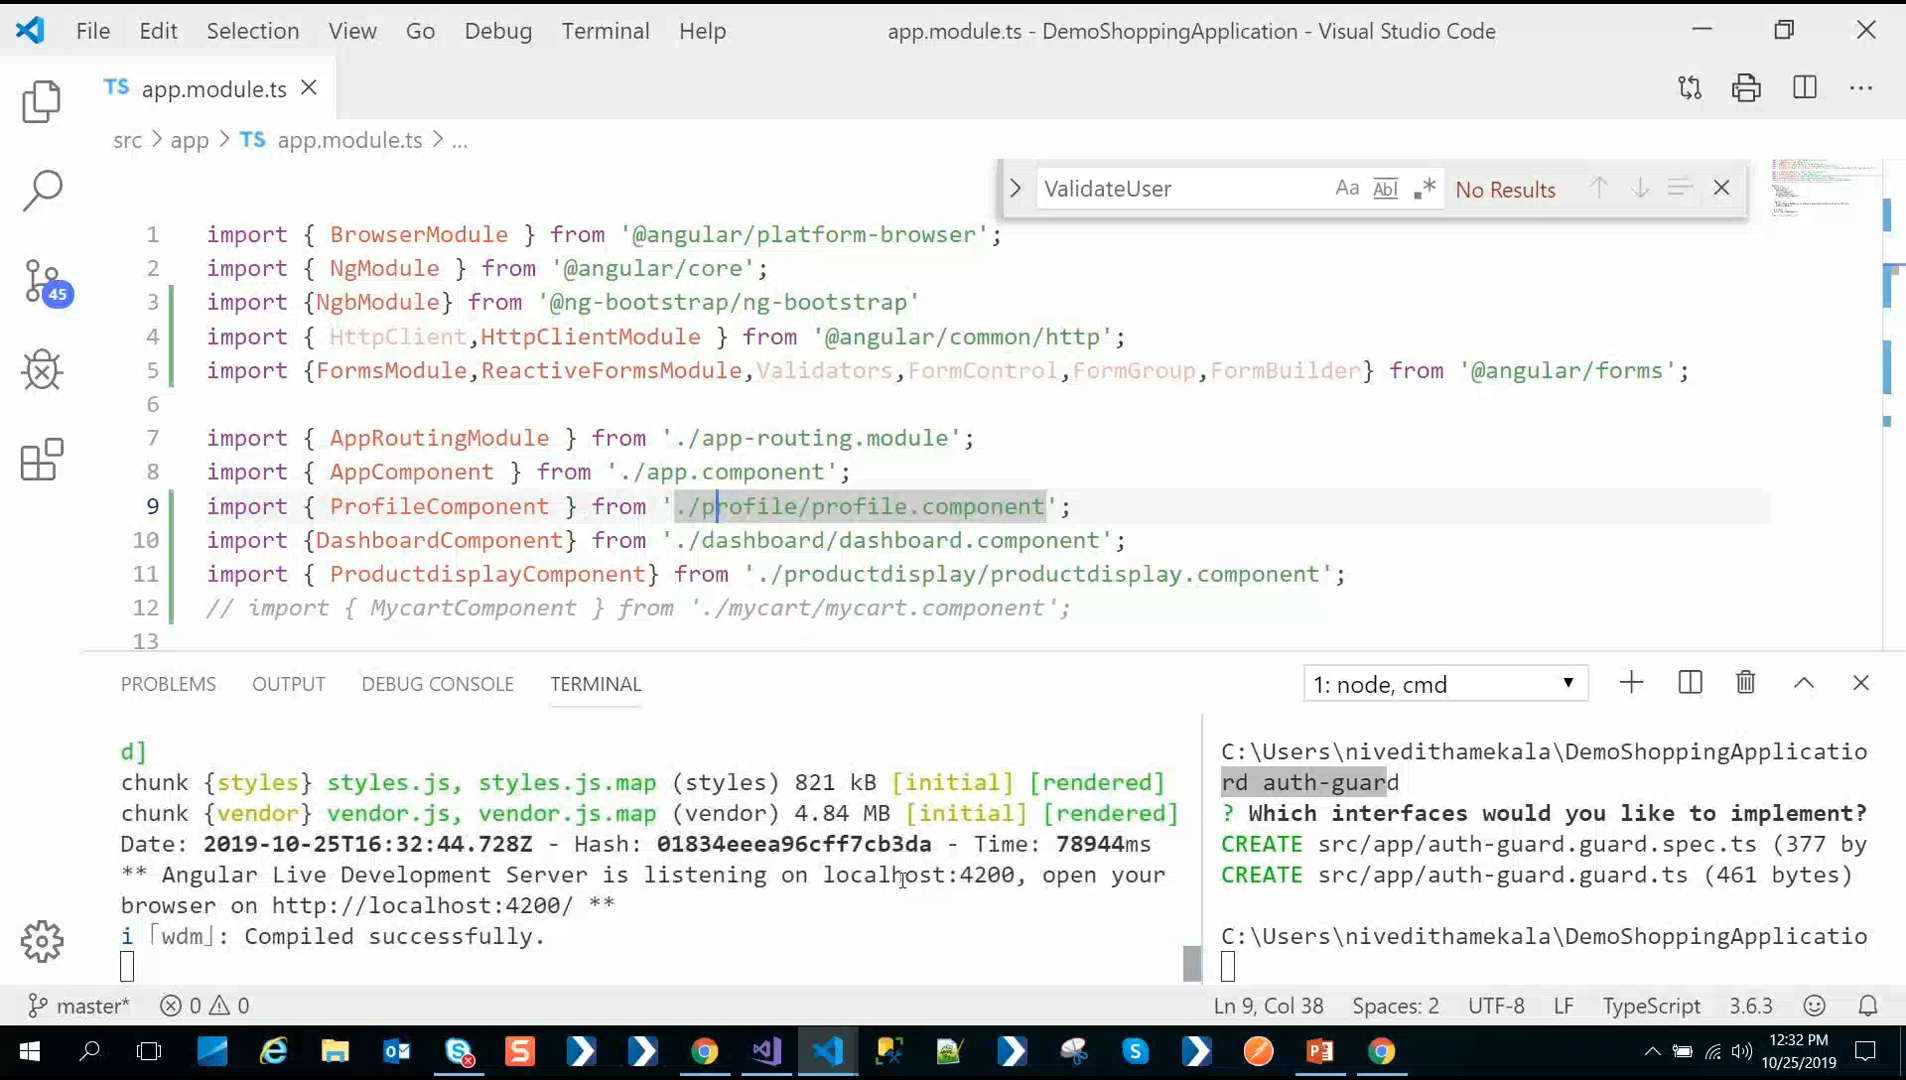 File Edit Selection View Go Debug Terminal Help app.module.ts - DemoShoppingApplication - Visual Studio Code
TS app.module.ts
src > app > TS app.module.ts > ...
ValidateUser Aa Abl No Results
1 import { BrowserModule } from '@angular/platform-browser';
2 import { NgModule } from '@angular/core';
3 import {NgbModule} from '@ng-bootstrap/ng-bootstrap'
4 import { HttpClient,HttpClientModule } from '@angular/common/http';
5 import {FormsModule,ReactiveFormsModule,Validators,FormControl,FormGroup,FormBuilder} from '@angular/forms';
6
7 import { AppRoutingModule } from './app-routing.module';
8 import { AppComponent } from './app.component';
9 import { ProfileComponent } from './profile/profile.component';
10 import {DashboardComponent} from './dashboard/dashboard.component';
11 import { ProductdisplayComponent} from './productdisplay/productdisplay.component';
12 // import { MycartComponent } from './mycart/mycart.component';
13
45
PROBLEMS OUTPUT DEBUG CONSOLE TERMINAL 1: node, cmd
d]
chunk {styles} styles.js, styles.js.map (styles) 821 kB [initial] [rendered]
chunk {vendor} vendor.js, vendor.js.map (vendor) 4.84 MB [initial] [rendered]
Date: 2019-10-25T16:32:44.728Z - Hash: 01834eeea96cff7cb3da - Time: 78944ms
** Angular Live Development Server is listening on localhost:4200, open your
browser on http://localhost:4200/ **
i ｢wdm｣: Compiled successfully.
C:\Users\nivedithamekala\DemoShoppingApplicatio
rd auth-guard
? Which interfaces would you like to implement?
CREATE src/app/auth-guard.guard.spec.ts (377 by
CREATE src/app/auth-guard.guard.ts (461 bytes)
C:\Users\nivedithamekala\DemoShoppingApplicatio
master* 0 0 Ln 9, Col 38 Spaces: 2 UTF-8 LF TypeScript 3.6.3
12:32 PM
10/25/2019